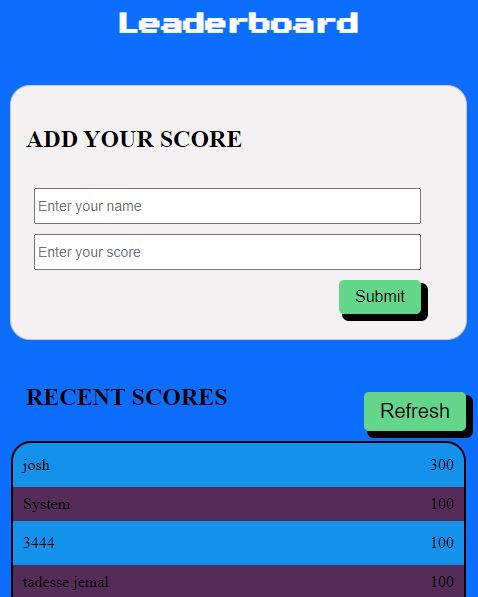 Leaderboard
ADD YOUR SCORE
Enter your name
Enter your score
Submit
RECENT SCORES
Refresh
josh 300
System 100
3444 100
tadesse jemal 100